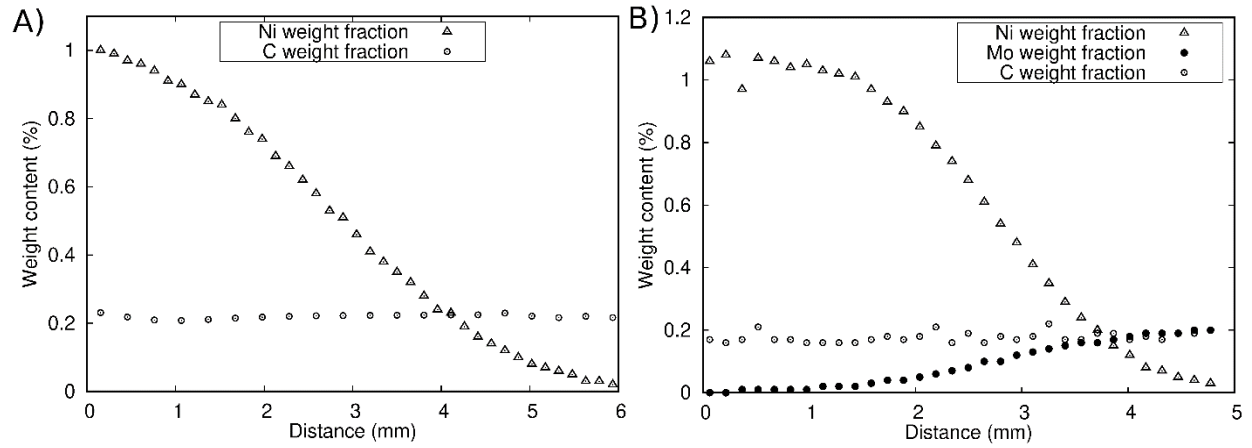 A)
Ni weight fraction
C weight fraction
1
0.8
0.6
0.4
0.2
0
Weight content (%)
0 1 2 3 4 5 6
Distance (mm)
B)
1.2
Ni weight fraction
Mo weight fraction
C weight fraction
1
0.8
0.6
0.4
0.2
0
Weight content (%)
0 1 2 3 4 5
Distance (mm)